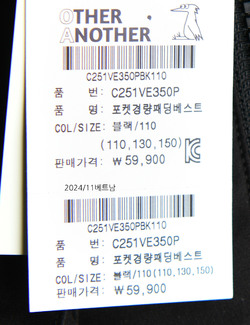 OTHER
ANOTHER
C251VE350PBK110
품 번: C251VE350P
품 명: 포켓경량패딩베스트
COL/SIZE: 블랙/110
(110,130,150)
판매가격: ₩59,900
2024/11베트남
C251VE350PBK110
품 번: C251VE350P
품 명: 포켓경량패딩베스트
COL/SIZE: 블랙/110(110,130,150)
판매가격: ₩59,900